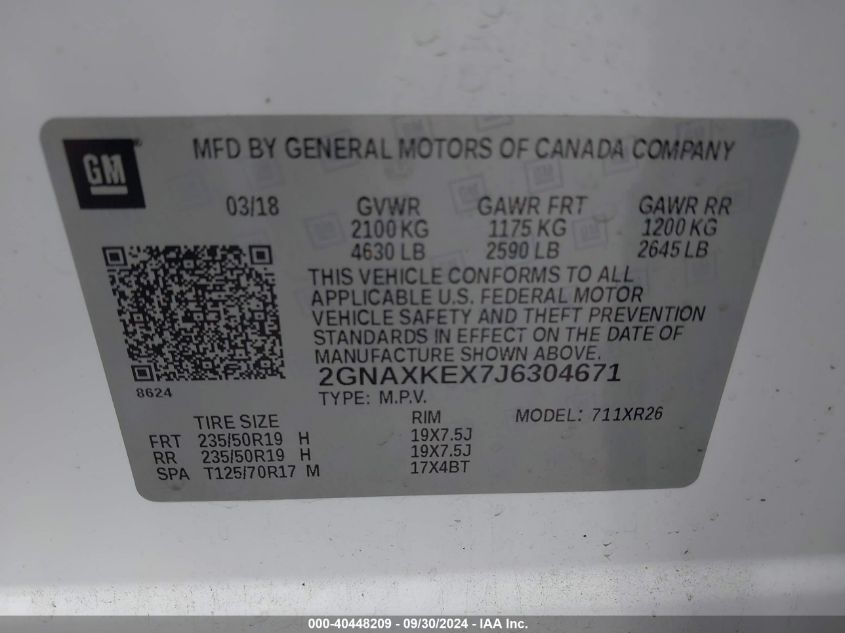 GM
MFD BY GENERAL MOTORS OF CANADA COMPANY
03/18 GVWR GAWR FRT GAWR RR
2100 KG 1175 KG 1200 KG
4630 LB 2590 LB 2645 LB
THIS VEHICLE CONFORMS TO ALL
APPLICABLE U.S. FEDERAL MOTOR
VEHICLE SAFETY AND THEFT PREVENTION
STANDARDS IN EFFECT ON THE DATE OF
MANUFACTURE SHOWN ABOVE.
2GNAXKEX7J6304671
8624
TYPE: M.P.V.
TIRE SIZE RIM MODEL: 711XR26
FRT 235/50R19 H 19X7.5J
RR 235/50R19 H 19X7.5J
SPA T125/70R17 M 17X4BT
000-40448209 - 09/30/2024 - IAA, Inc.